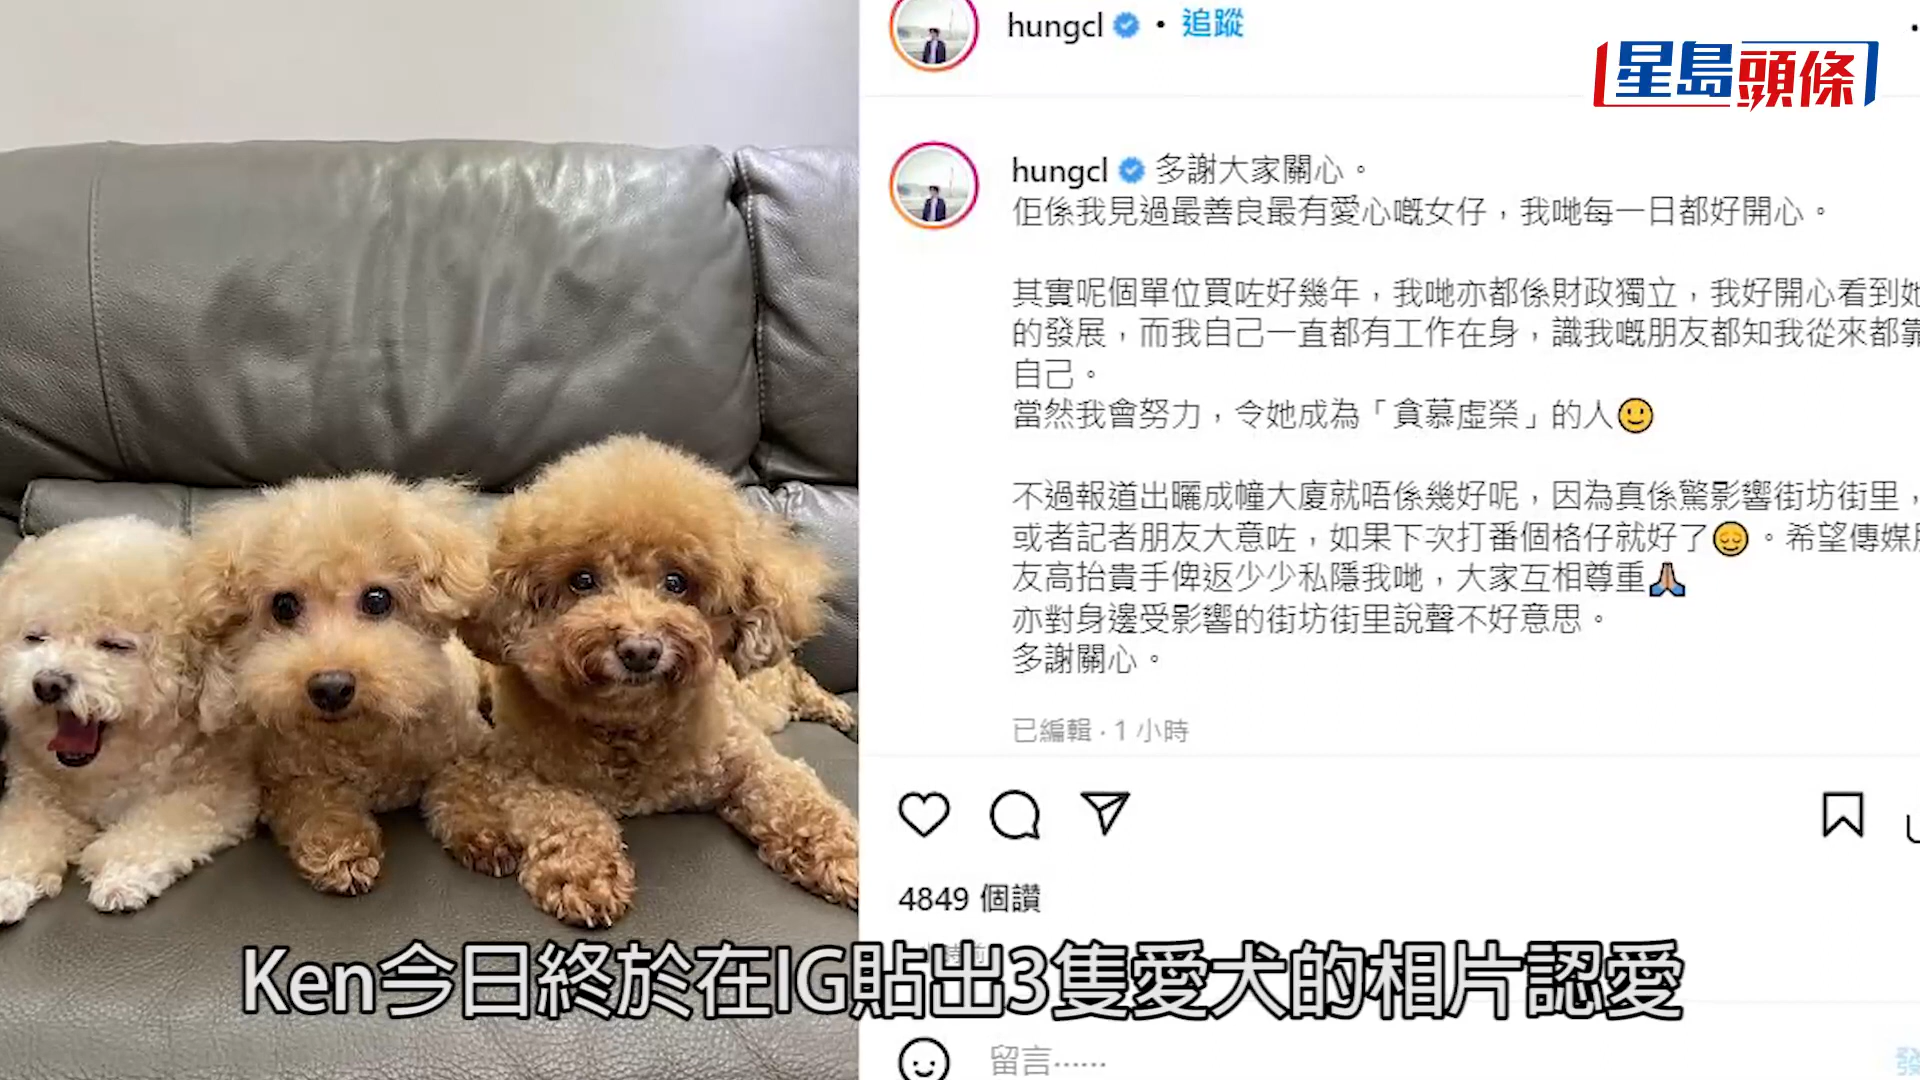 hungcl • 追蹤
星島頭條
hungcl 多謝大家關心。
佢係我見過最善良最有愛心嘅女仔，我哋每一日都好開心。
其實呢個單位買咗好幾年，我哋亦都係財政獨立，我好開心看到她
的發展，而我自己一直都有工作在身，識我嘅朋友都知我從來都靠
自己。
當然我會努力，令她成為「貪慕虛榮」的人🙂
不過報道出曬成幢大廈就唔係幾好呢，因為真係驚影響街坊街里，
或者記者朋友大意咗，如果下次打番個格仔就好了😌。希望傳媒朋
友高抬貴手俾返少少私隱我哋，大家互相尊重🙏🏼
亦對身邊受影響的街坊街里說聲不好意思。
多謝關心。
已編輯 · 1 小時
4849 個讚
Ken今日終於在IG貼出3隻愛犬的相片認愛
留言……